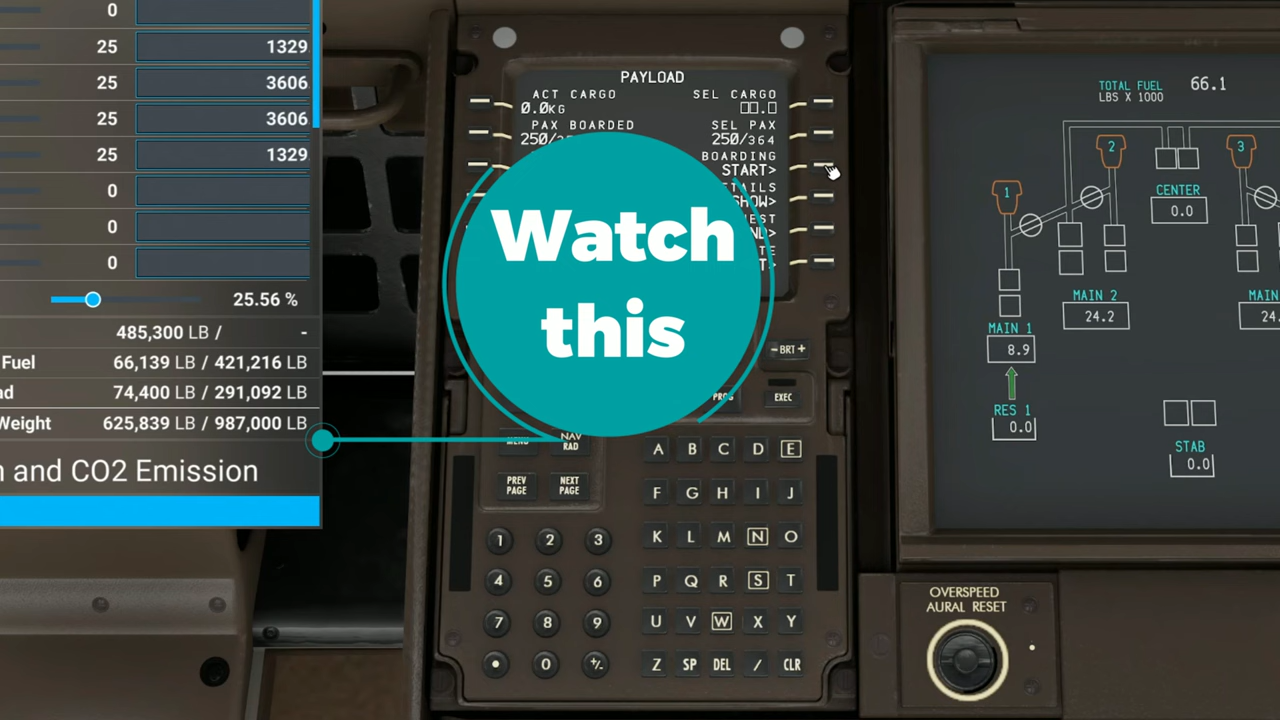 0
25 1329
25 3606
25 3606
25 1329
0
0
0
25.56 %
485,300 LB / -
Fuel 66,139 LB / 421,216 LB
74,400 LB / 291,092 LB
Weight 625,839 LB / 987,000 LB
and CO2 Emission
PAYLOAD
ACT CARGO SEL CARGO
0.0KG □□.□
PAX BOARDED SEL PAX
250/ 250/364
BOARDING
START>
Watch
this
- BRT +
PROG EXEC
MENU NAV
RAD
PREV
PAGE
NEXT
PAGE
A B C D E
F G H I J
K L M N O
P Q R S T
U V W X Y
Z SP DEL / CLR
1 2 3
4 5 6
7 8 9
• 0 +/-
TOTAL FUEL 66.1
LBS X 1000
1 2 3
CENTER
0.0
MAIN 2
24.2
MAIN
24.
MAIN 1
8.9
RES 1
0.0
STAB
0.0
OVERSPEED
AURAL RESET